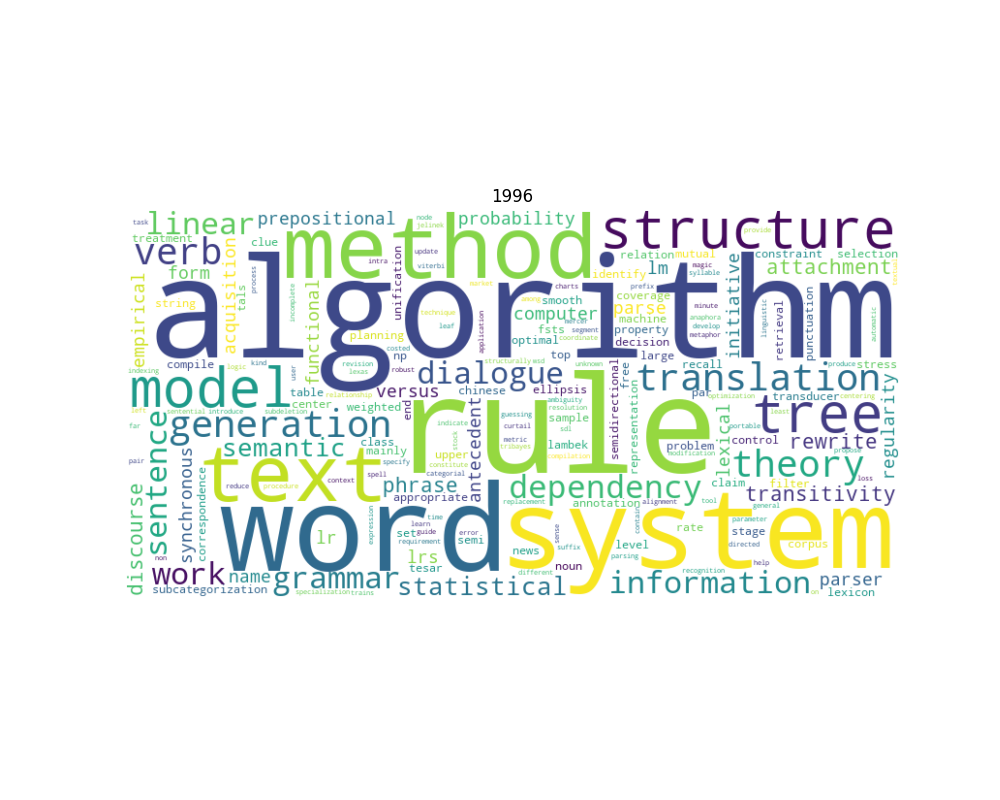 1996
task
linear
prepositional
node
jelinek
probability
structure
provide
treatment
verb
clue
method
intra
update
viterbi
relation
mutual
constraint
selection
form
identify
lm
magic
syllable
attachment
empirical
string
tals
acquisition
process
incomplete
functional
unification
market
charts
among
prefix
coverage
parse
initiative
minute
anaphora
develop
metaphor
linguistic
retrieval
punctuation
automatic
algorithm
planning
technique
leaf
application
smooth
computer
mercer
segment
coordinate
machine
fsts
property
optimal
decision
compile
kind
costed
np
top
structurally
wsd
unknown
large
recall
produce
stress
indexing
logic
user
revision
lexas
robust
dialogue
free
translation
centering
model
table
relationship
versus
chinese
ellipsis
semidirectional
par
optimization
transducer
left
sentential
introduce
subdeletion
center
weighted
end
guessing
ambiguity
resolution
sample
representation
least
portable
propose
far
generation
rule
tree
regularity
sentence
semantic
class
mainly
indicate
stock
curtail
metric
tribayes
lambek
problem
lexical
control
rewrite
modification
pair
synchronous
text
specify
upper
constitute
categorial
compilation
claim
theory
loss
reduce
procedure
context
spell
phrase
antecedent
dependency
filter
transitivity
discourse
correspondence
appropriate
replacement
alignment
tool
annotation
contain
general
parameter
word
system
expression
time
learn
guide
requirement
set
error
semi
news
level
rate
stage
corpus
directed
non
lr
lrs
tesar
sense
suffix
parsing
help
work
name
grammar
different
noun
recognition
information
parser
subcategorization
specialization
trains
statistical
on
lexicon